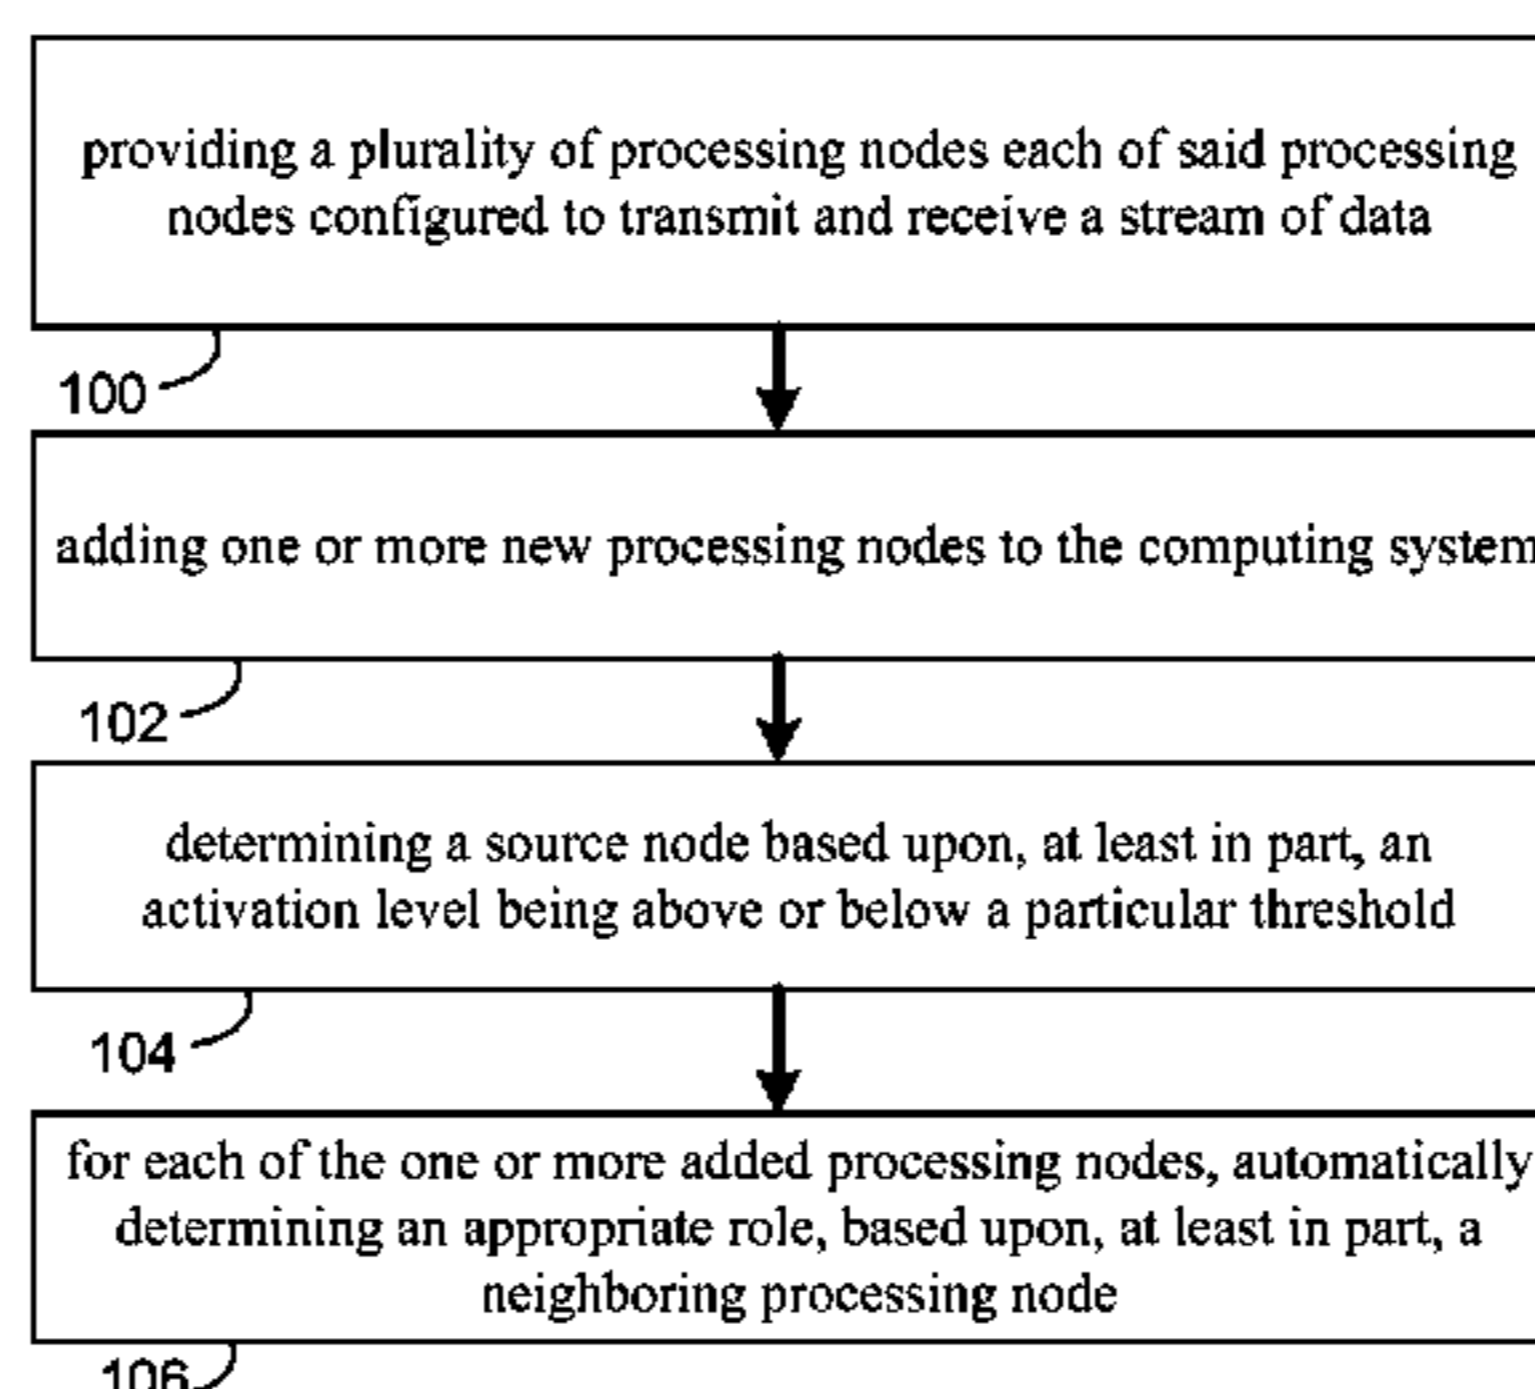 providing a plurality of processing nodes each of said processing
nodes configured to transmit and receive a stream of data
100
adding one or more new processing nodes to the computing system
102
determining a source node based upon, at least in part, an
activation level being above or below a particular threshold
104
for each of the one or more added processing nodes, automatically
determining an appropriate role, based upon, at least in part, a
neighboring processing node
106